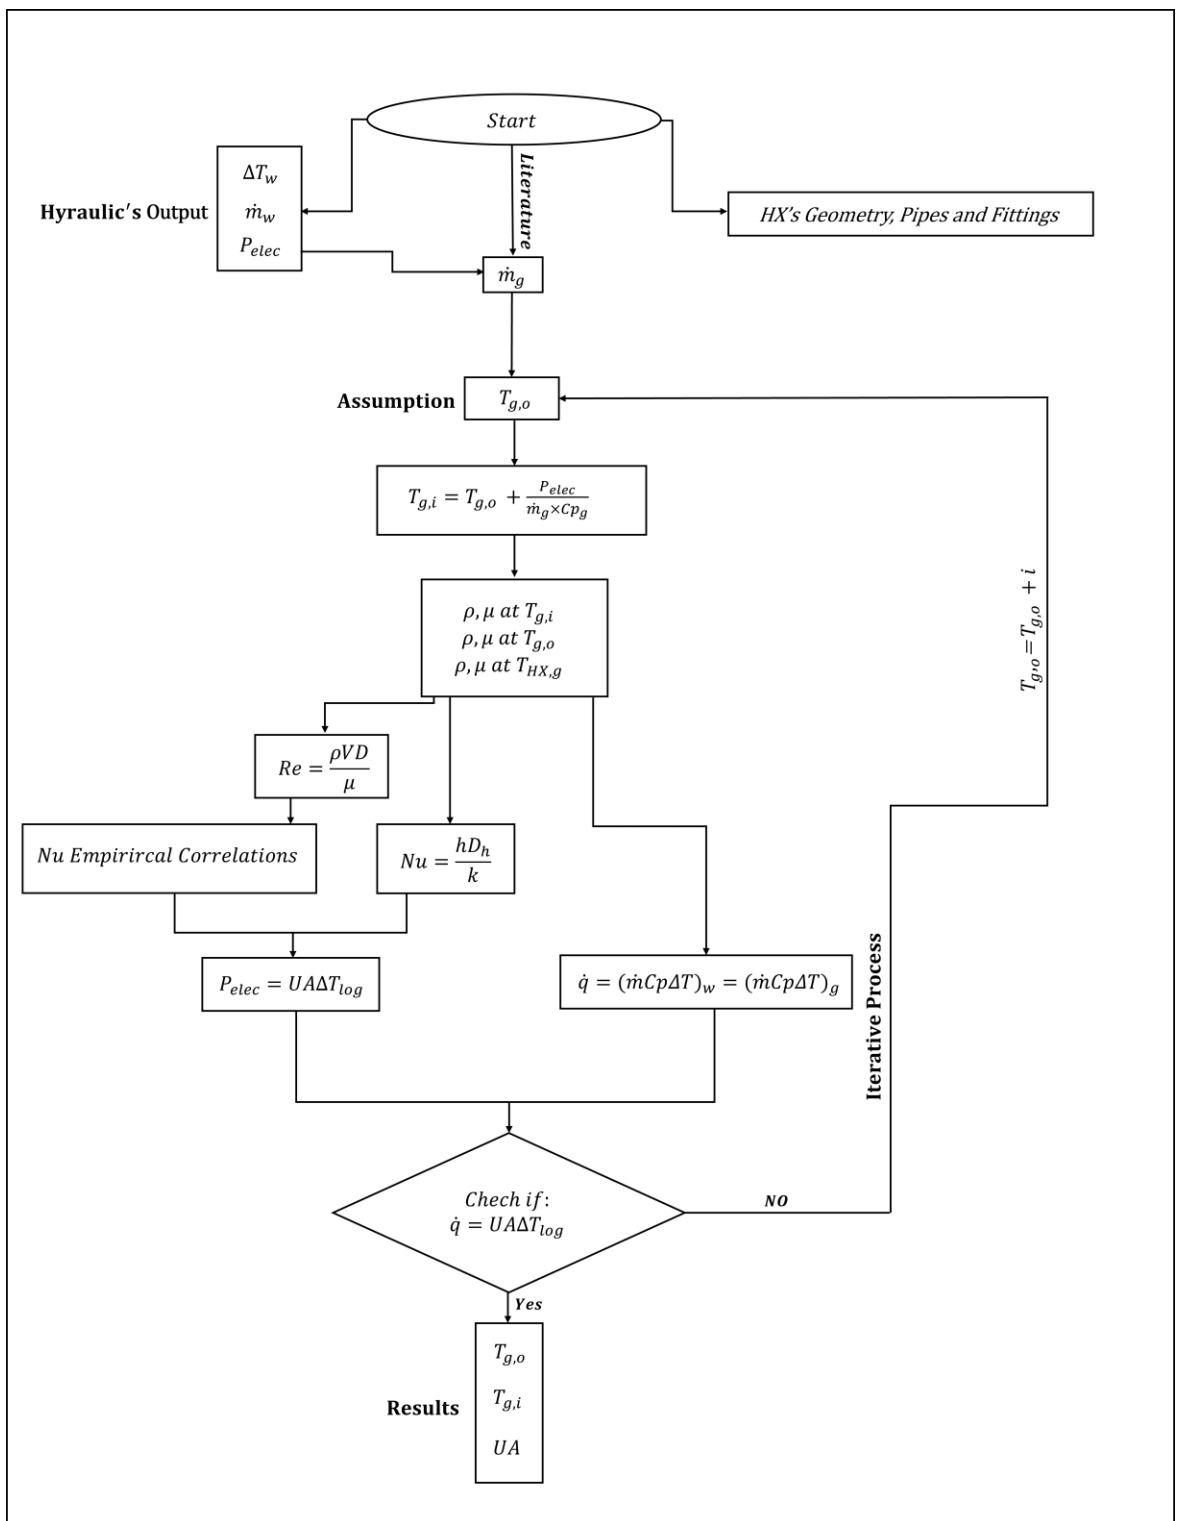 Start
Literature
Hyraulic's Output
ΔT_w
ṁ_w
P_elec
HX's Geometry, Pipes and Fittings
ṁ_g
Assumption
T_g,o
T_g,i = T_g,o + P_elec / ṁ_g×Cp_g
ρ, μ at T_g,i
ρ, μ at T_g,o
ρ, μ at T_HX,g
T_g,o=T_g,o + i
Re = ρVD / μ
Nu Empirircal Correlations
Nu = hD_h / k
P_elec = UAΔT_log
q̇ = (ṁCpΔT)_w = (ṁCpΔT)_g
Iterative Process
Chech if:
q̇ = UAΔT_log
NO
Yes
Results
T_g,o
T_g,i
UA